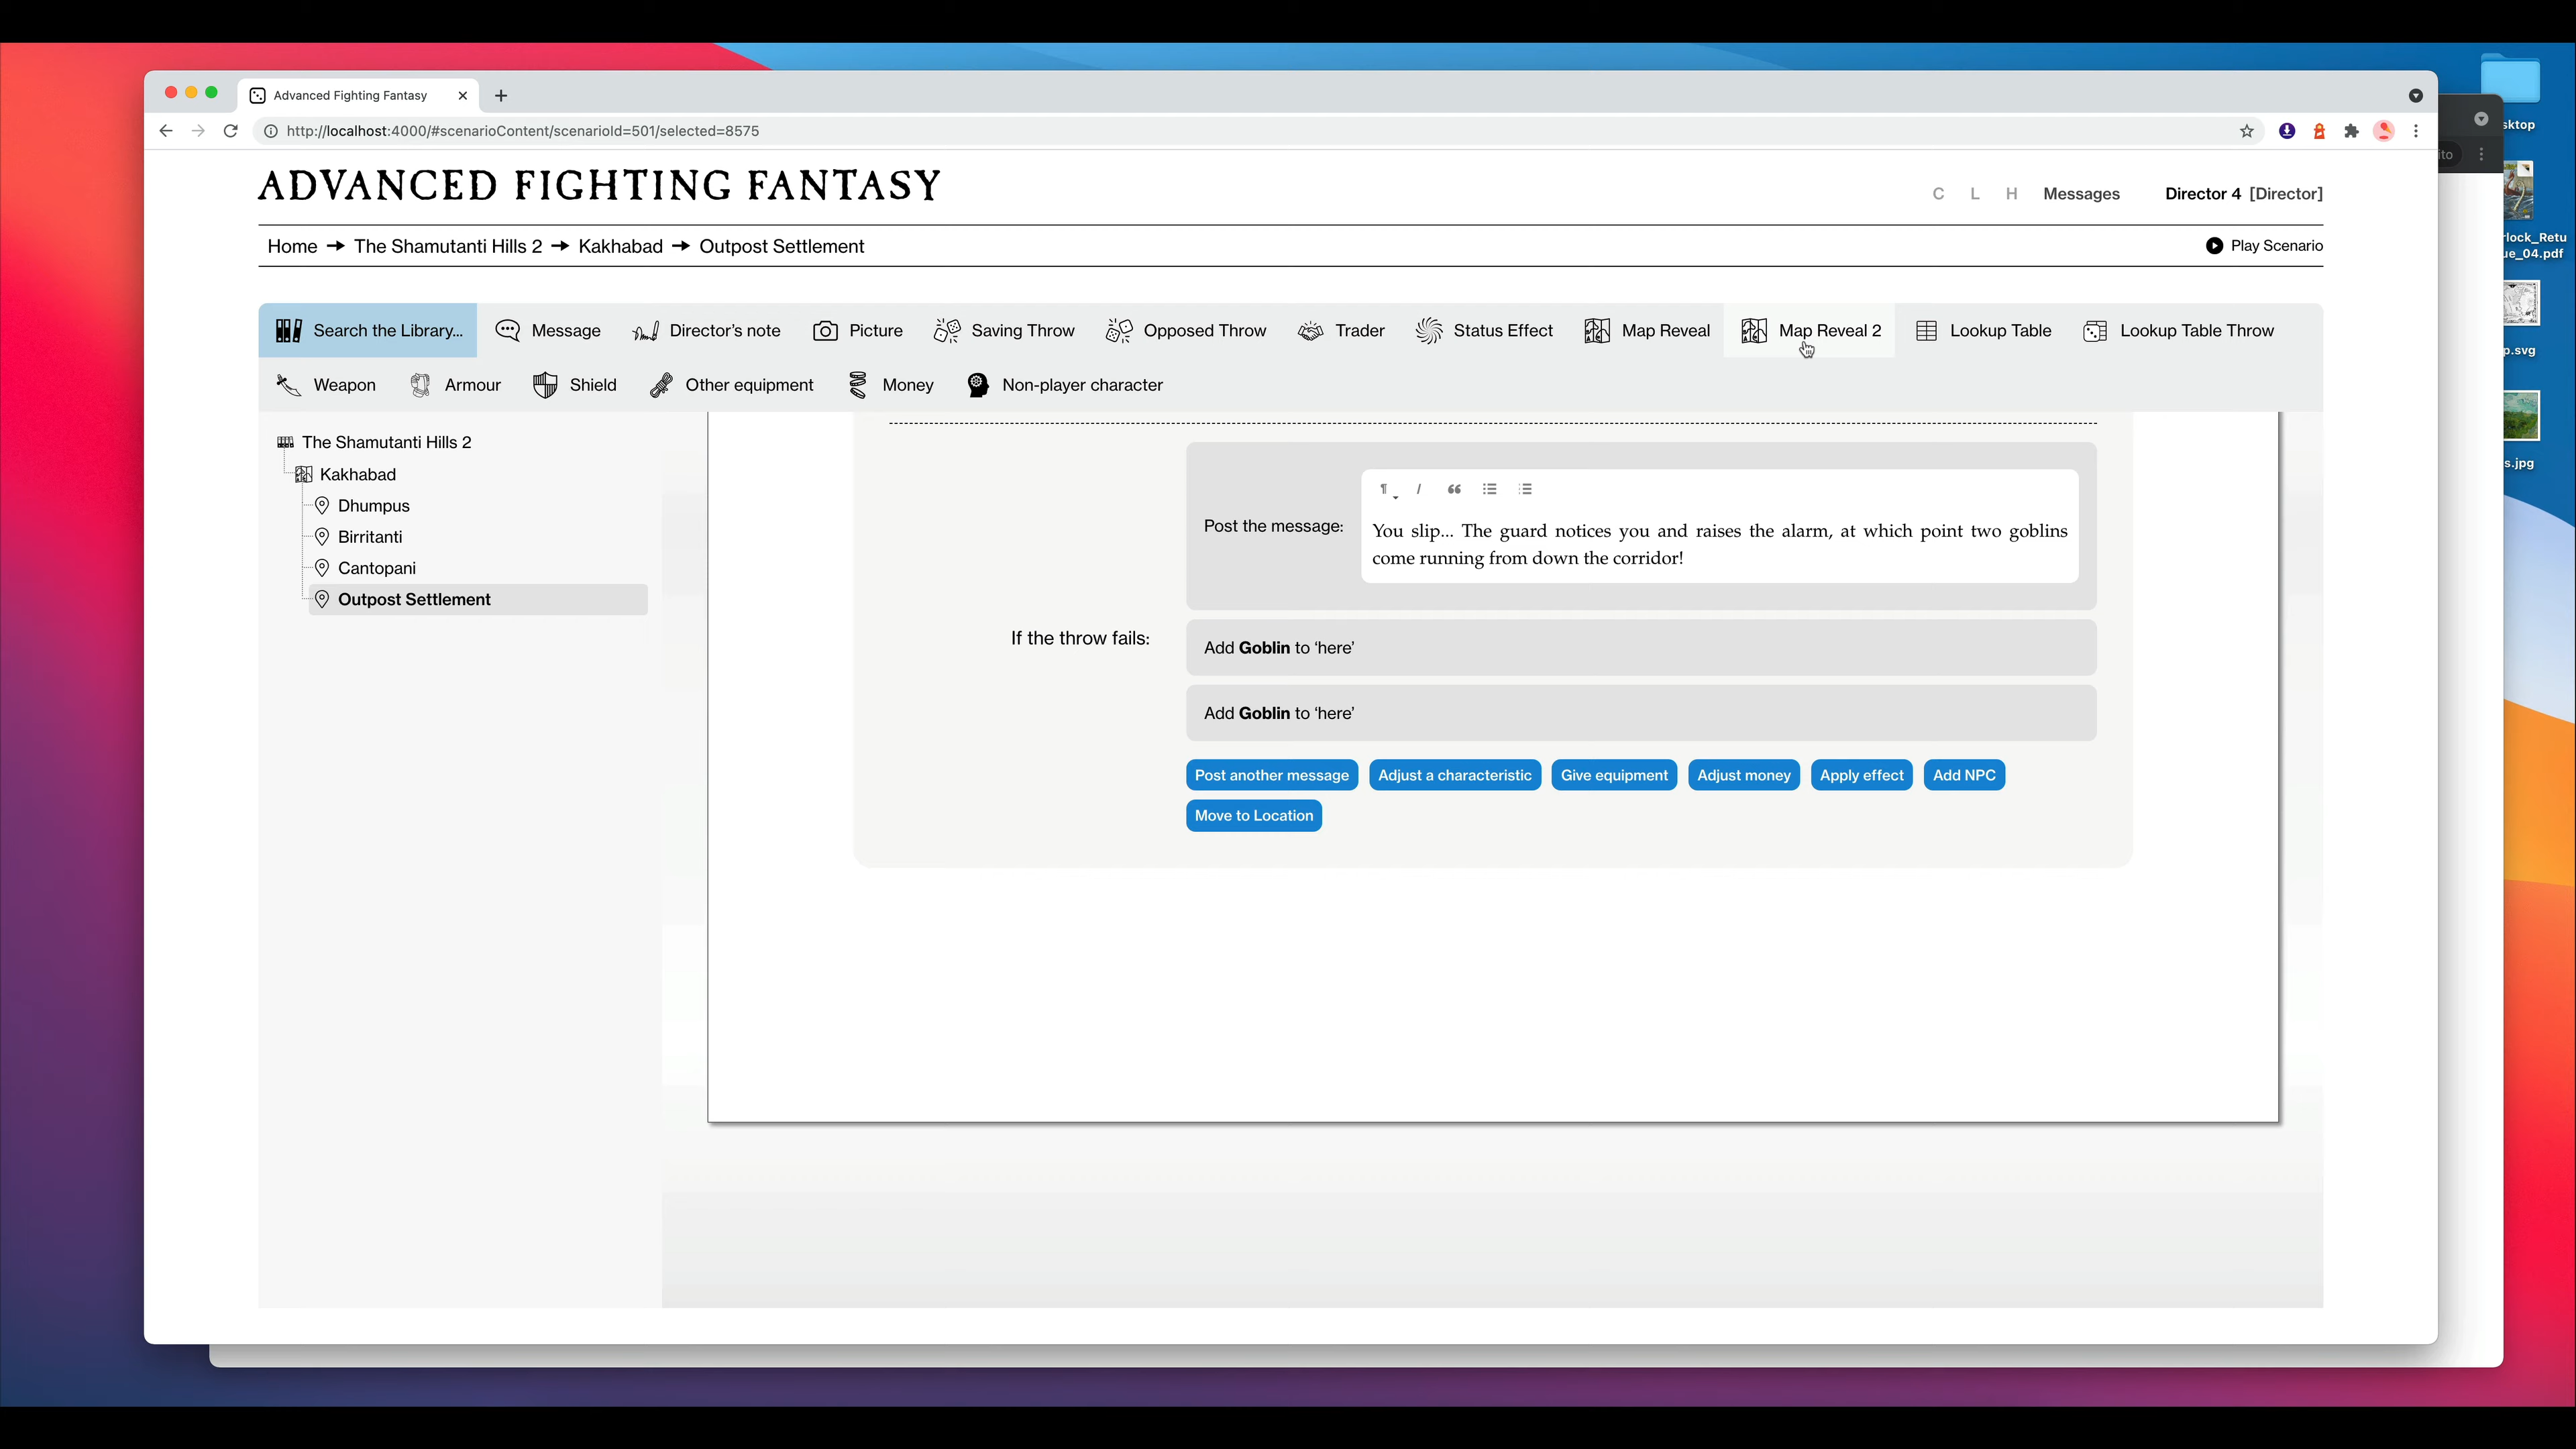 Advanced Fighting Fantasy
http://localhost:4000/#scenarioContent/scenarioId=501/selected=8575
ADVANCED FIGHTING FANTASY
C L H Messages Director 4 [Director]
Home → The Shamutanti Hills 2 → Kakhabad → Outpost Settlement
Play Scenario
Search the Library... Message Director's note Picture Saving Throw Opposed Throw Trader Status Effect Map Reveal Map Reveal 2 Lookup Table Lookup Table Throw
Weapon Armour Shield Other equipment Money Non-player character
The Shamutanti Hills 2
Kakhabad
Dhumpus
Birritanti
Cantopani
Outpost Settlement
Post the message:
You slip... The guard notices you and raises the alarm, at which point two goblins
come running from down the corridor!
If the throw fails:
Add Goblin to ‘here’
Add Goblin to ‘here’
Post another message Adjust a characteristic Give equipment Adjust money Apply effect Add NPC
Move to Location
sktop
ito
rlock_Retu
ue_04.pdf
p.svg
s.jpg